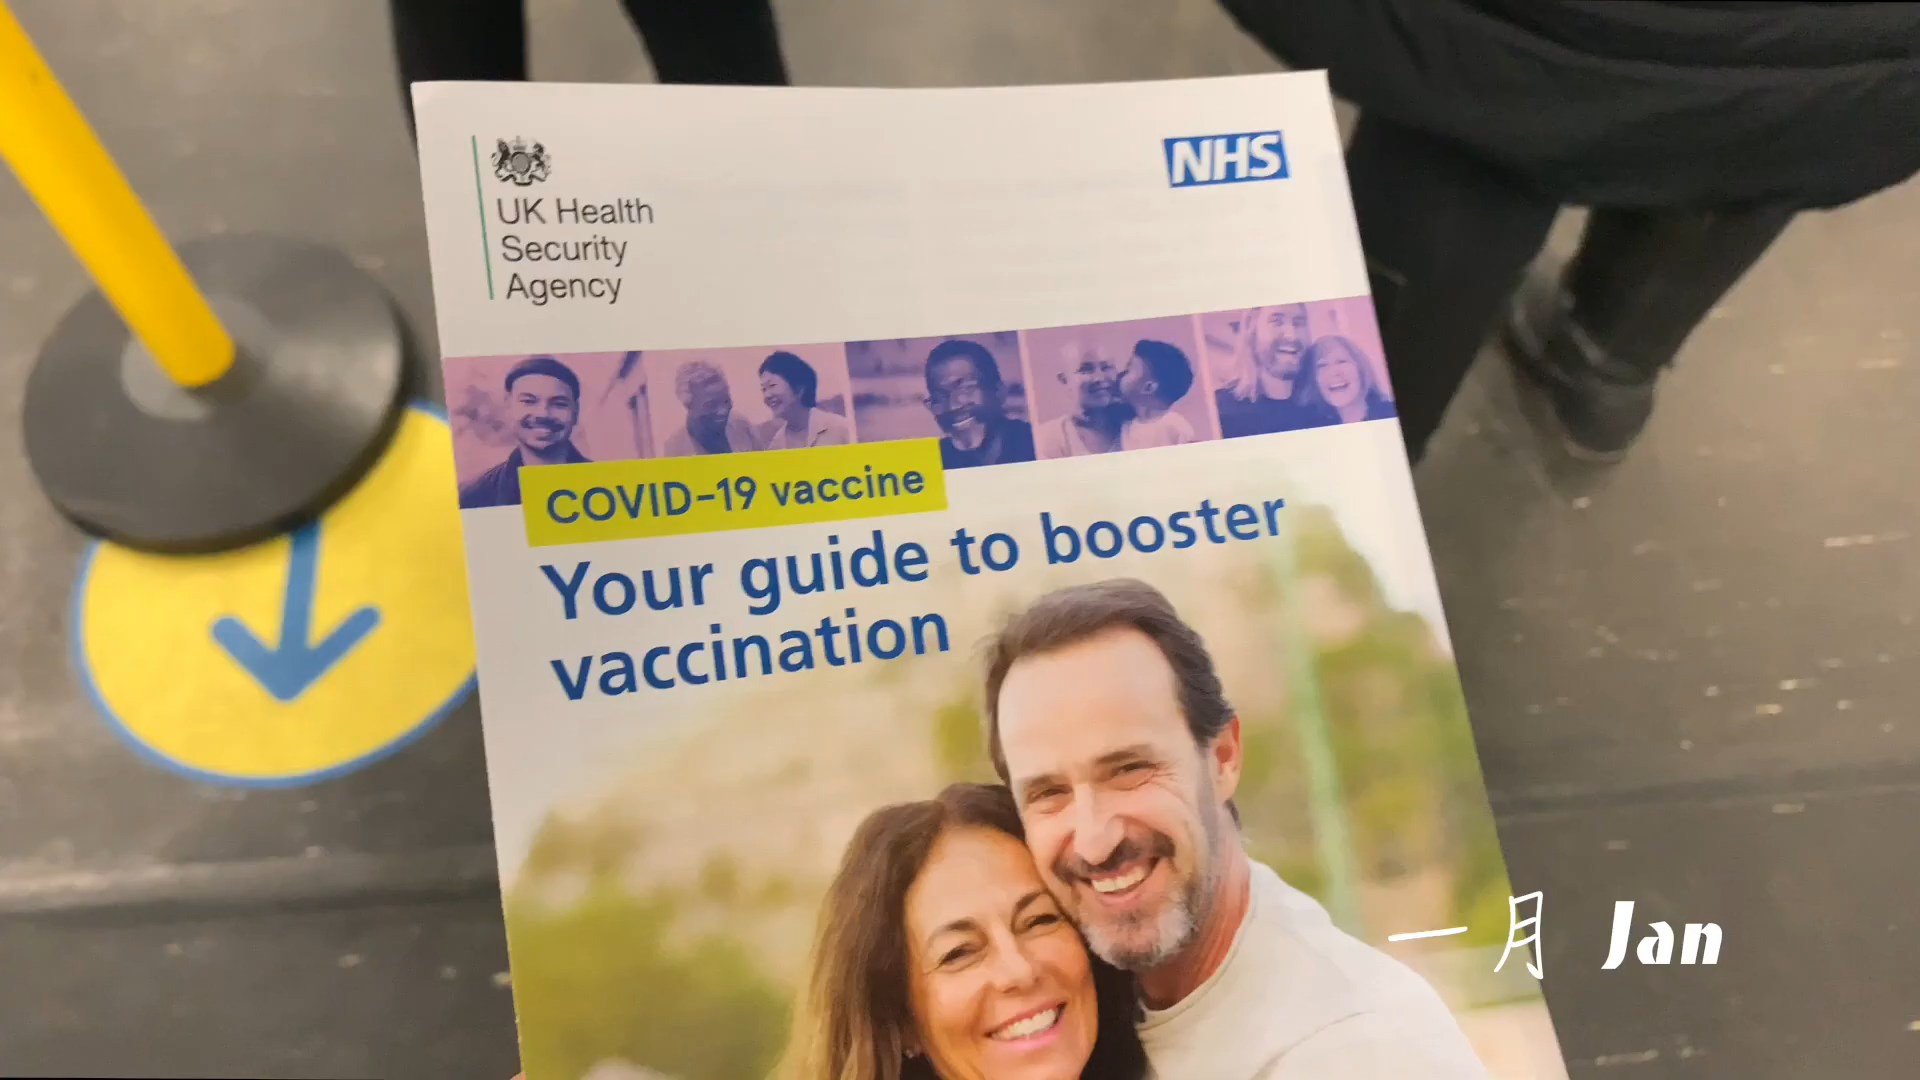 UK Health
Security
Agency
NHS
COVID-19 vaccine
Your guide to booster
vaccination
一月 Jan